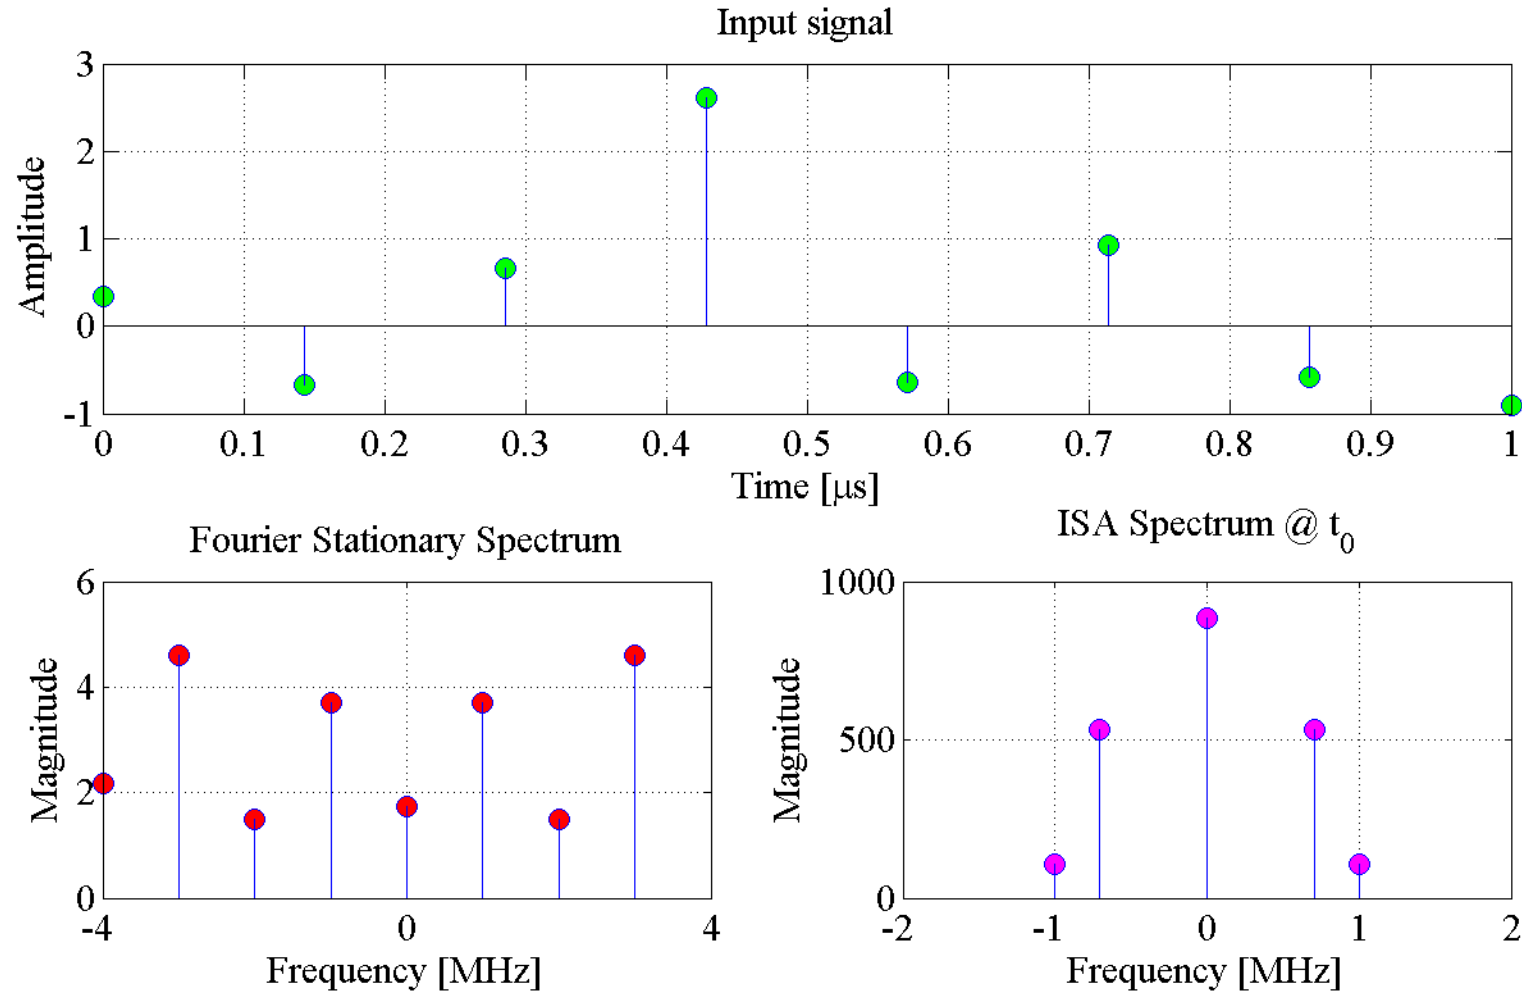 Input signal
3
2
1
0
-1
Amplitude
0 0.1 0.2 0.3 0.4 0.5 0.6 0.7 0.8 0.9 1
Time [μs]
Fourier Stationary Spectrum
6
4
2
0
Magnitude
-4 0 4
Frequency [MHz]
ISA Spectrum @ t0
1000
500
0
Magnitude
-2 -1 0 1 2
Frequency [MHz]